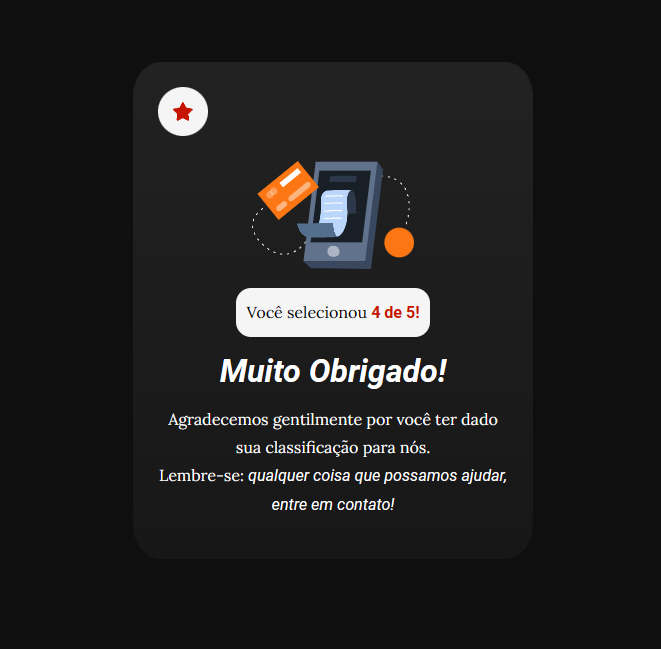 Você selecionou 4 de 5!
Muito Obrigado!
Agradecemos gentilmente por você ter dado
sua classificação para nós.
Lembre-se: qualquer coisa que possamos ajudar,
entre em contato!